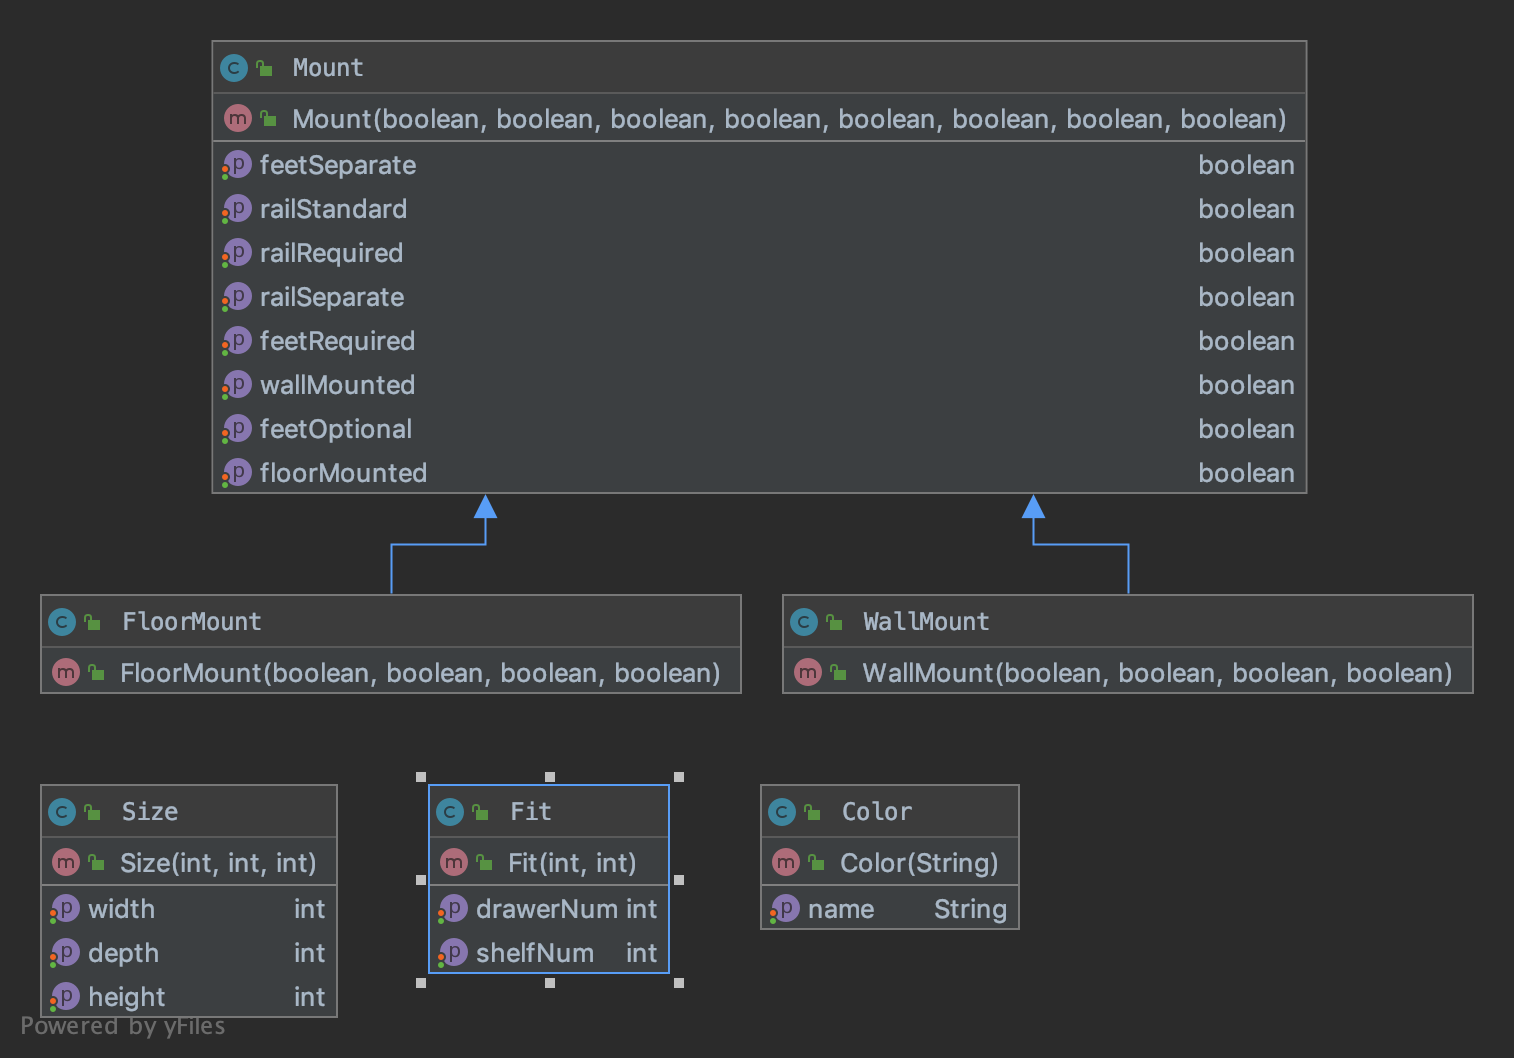 Mount
Mount(boolean, boolean, boolean, boolean, boolean, boolean, boolean, boolean)
feetSeparate boolean
railStandard boolean
railRequired boolean
railSeparate boolean
feetRequired boolean
wallMounted boolean
feetOptional boolean
floorMounted boolean
FloorMount
FloorMount(boolean, boolean, boolean, boolean)
WallMount
WallMount(boolean, boolean, boolean, boolean)
Size
Size(int, int, int)
width int
depth int
height int
Fit
Fit(int, int)
drawerNum int
shelfNum int
Color
Color(String)
name String
Powered by yFiles